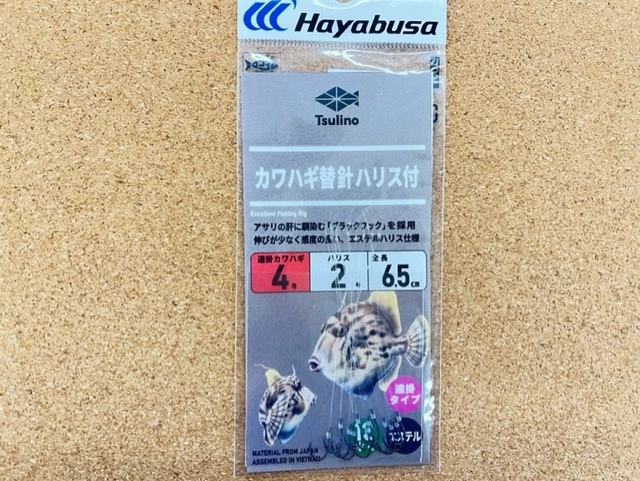 Hayabusa
Tsulino
カワハギ替針ハリス付
Excellent Fishing Rig
アサリの肝に馴染む「ブラックフック」を採用
伸びが少なく感度の良い、エステルハリス仕様
速掛カワハギ
4号
ハリス
2号
全長
6.5cm
速掛
タイプ
エステル
MATERIAL FROM JAPAN
ASSEMBLED IN VIETNAM